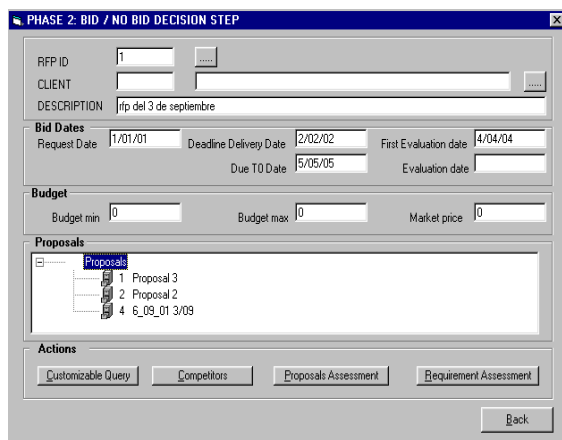 PHASE 2: BID / NO BID DECISION STEP
RFP ID 1 .....
CLIENT .....
DESCRIPTION rfp del 3 de septiembre
Bid Dates
Request Date 1/01/01 Deadline Delivery Date 2/02/02 First Evaluation date 4/04/04
Due T0 Date 5/05/05 Evaluation date
Budget
Budget min 0 Budget max 0 Market price 0
Proposals
Proposals
1 Proposal 3
2 Proposal 2
4 6_09_01 3/09
Actions
Customizable Query Competitors Proposals Assessment Requirement Assessment
Back